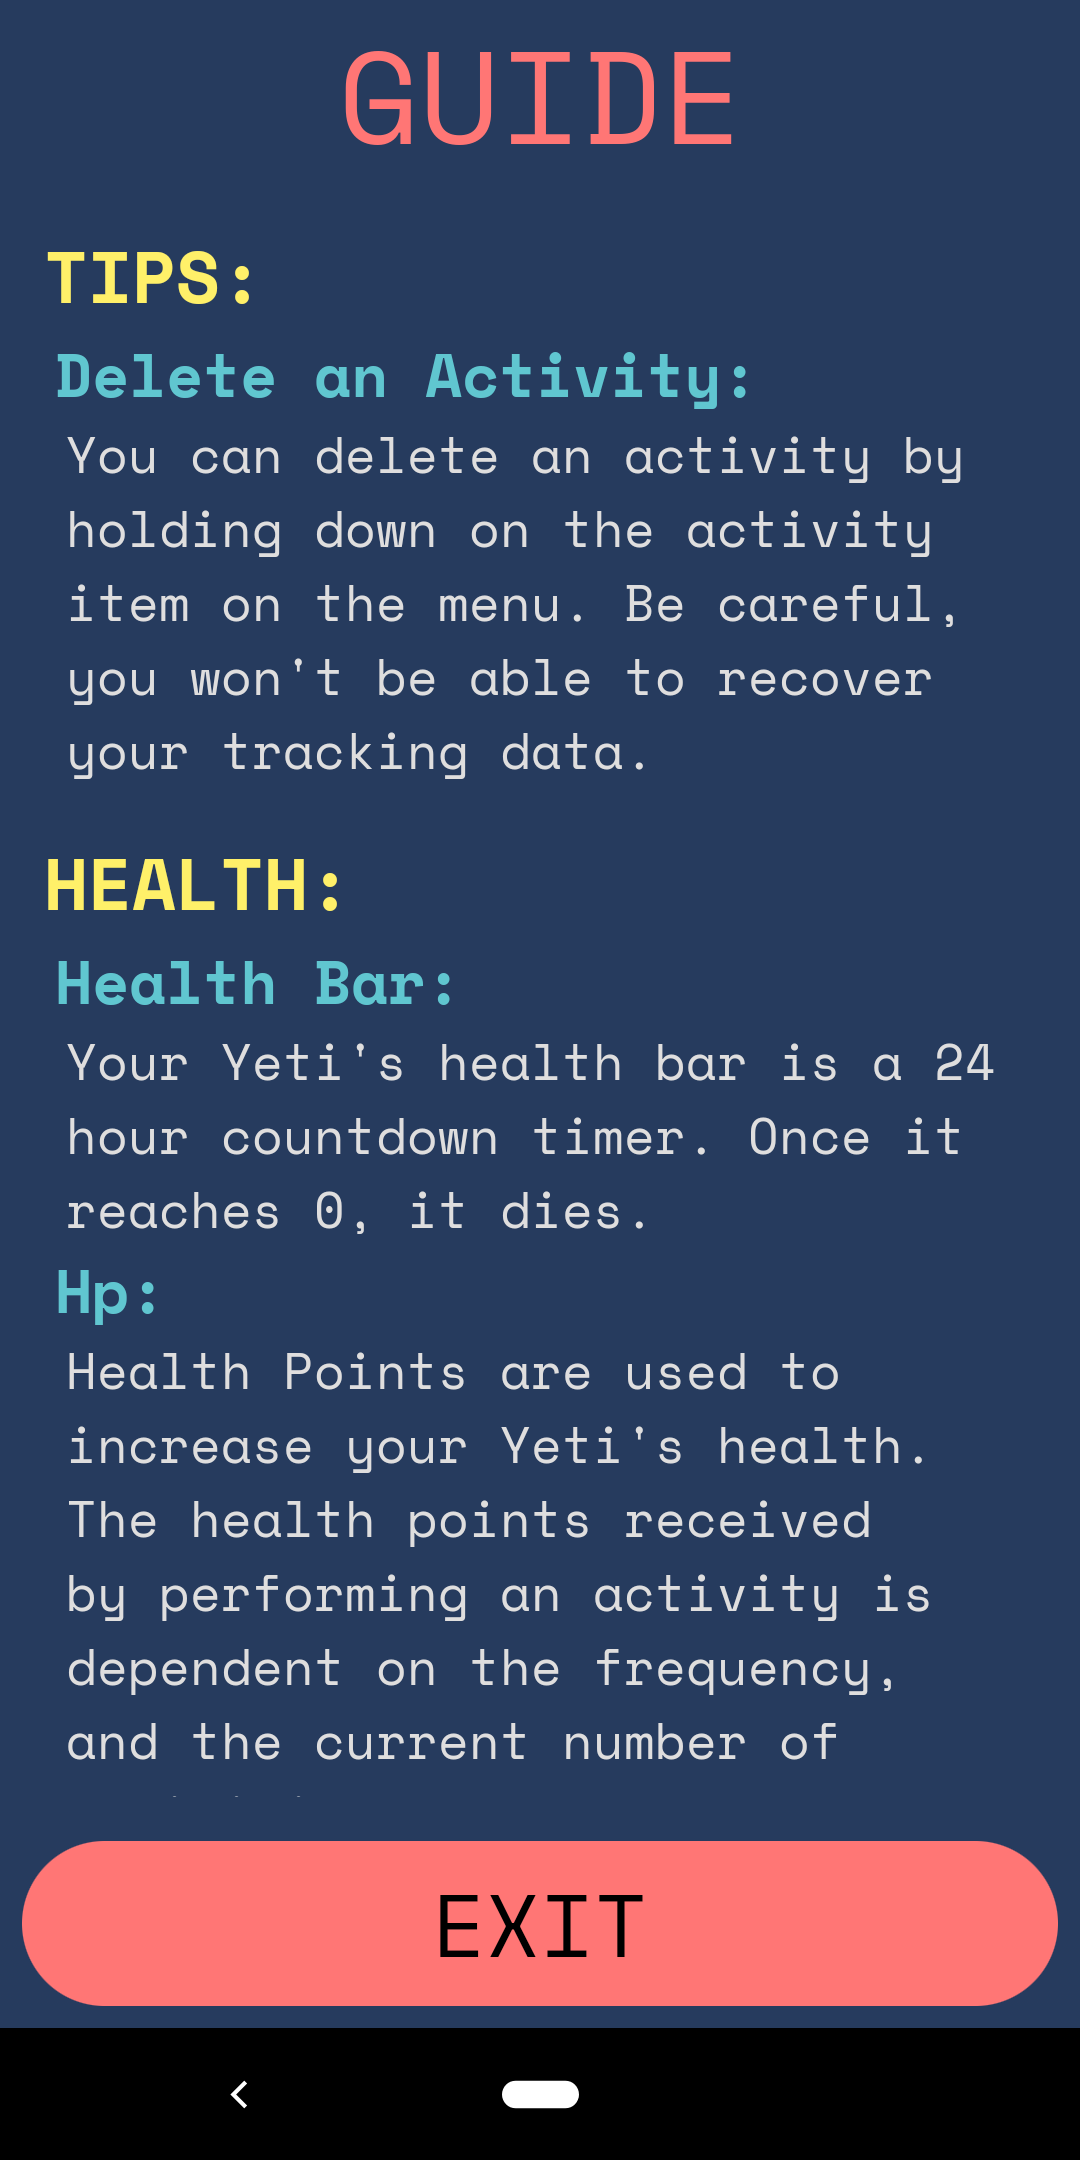 GUIDE
TIPS:
Delete an Activity:
You can delete an activity by
holding down on the activity
item on the menu. Be careful,
you won't be able to recover
your tracking data.
HEALTH:
Health Bar:
Your Yeti's health bar is a 24
hour countdown timer. Once it
reaches 0, it dies.
Hp:
Health Points are used to
increase your Yeti's health.
The health points received
by performing an activity is
dependent on the frequency,
and the current number of
EXIT